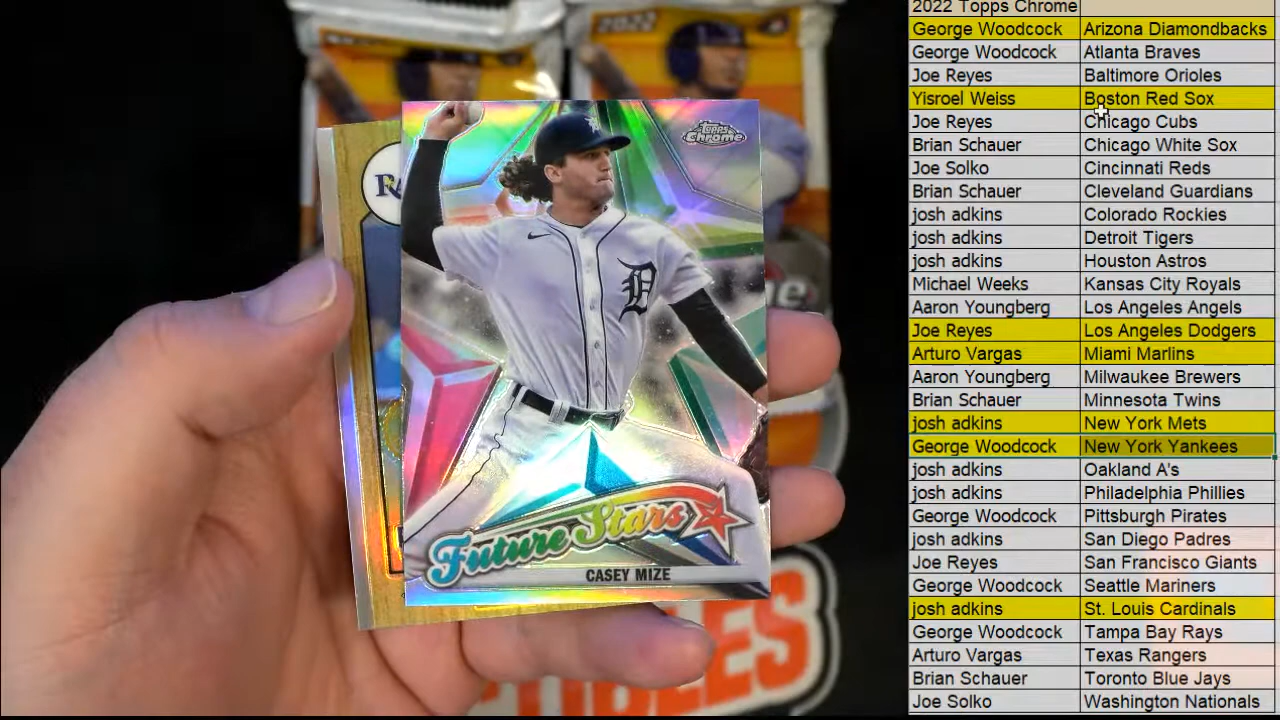 2022
Topps
Chrome
RA
D
Future Stars
CASEY MIZE
2022 Topps Chrome
George Woodcock Arizona Diamondbacks
George Woodcock Atlanta Braves
Joe Reyes Baltimore Orioles
Yisroel Weiss Boston Red Sox
Joe Reyes Chicago Cubs
Brian Schauer Chicago White Sox
Joe Solko Cincinnati Reds
Brian Schauer Cleveland Guardians
josh adkins Colorado Rockies
josh adkins Detroit Tigers
josh adkins Houston Astros
Michael Weeks Kansas City Royals
Aaron Youngberg Los Angeles Angels
Joe Reyes Los Angeles Dodgers
Arturo Vargas Miami Marlins
Aaron Youngberg Milwaukee Brewers
Brian Schauer Minnesota Twins
josh adkins New York Mets
George Woodcock New York Yankees
josh adkins Oakland A's
josh adkins Philadelphia Phillies
George Woodcock Pittsburgh Pirates
josh adkins San Diego Padres
Joe Reyes San Francisco Giants
George Woodcock Seattle Mariners
josh adkins St. Louis Cardinals
George Woodcock Tampa Bay Rays
Arturo Vargas Texas Rangers
Brian Schauer Toronto Blue Jays
Joe Solko Washington Nationals